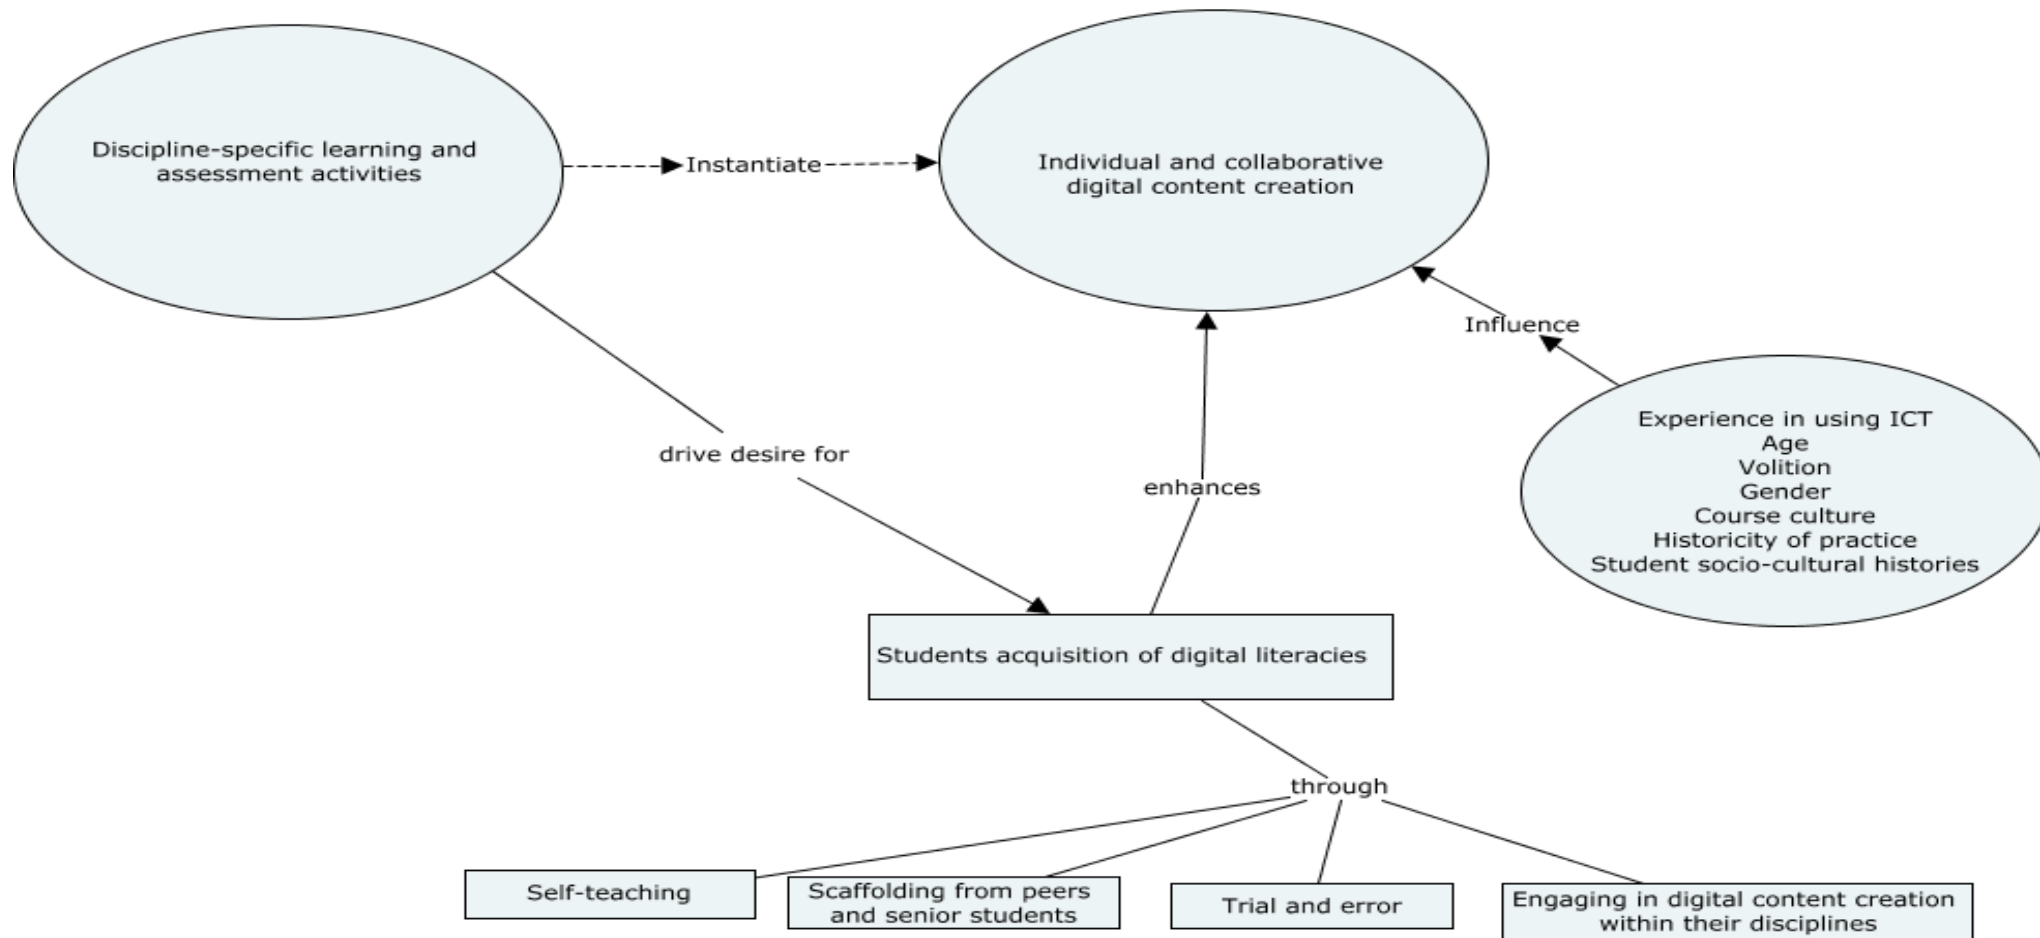 Discipline-specific learning and
assessment activities
Instantiate
Individual and collaborative
digital content creation
Influence
Experience in using ICT
Age
Volition
Gender
Course culture
Historicity of practice
Student socio-cultural histories
drive desire for
enhances
Students acquisition of digital literacies
through
Self-teaching
Scaffolding from peers
and senior students
Trial and error
Engaging in digital content creation
within their disciplines